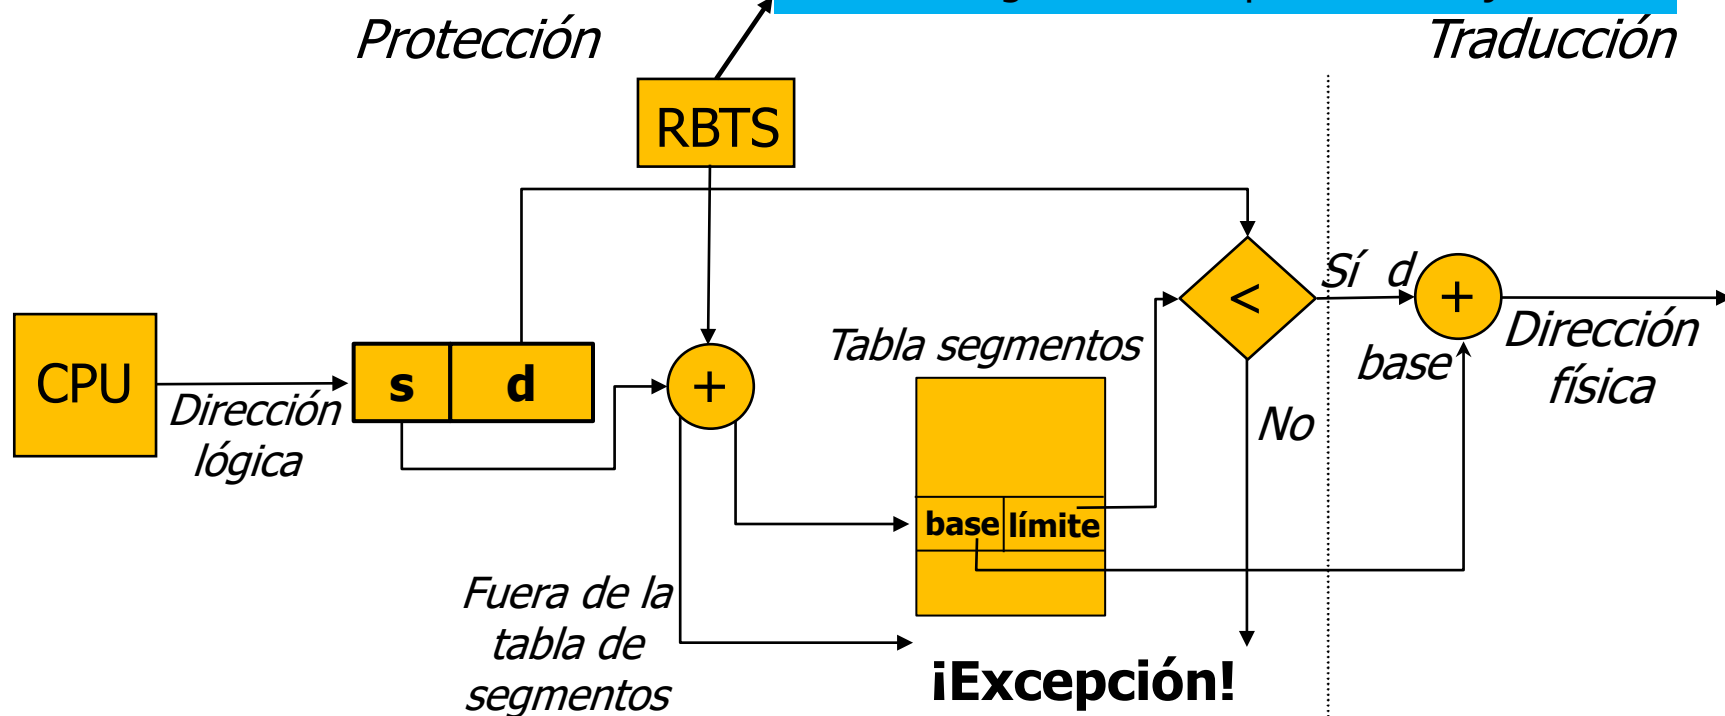 Protección
Traducción
RBTS
Sí d
+
<
Dirección
física
Tabla segmentos
base
CPU
s d
+
Dirección
lógica
No
base límite
Fuera de la
tabla de
segmentos
¡Excepción!